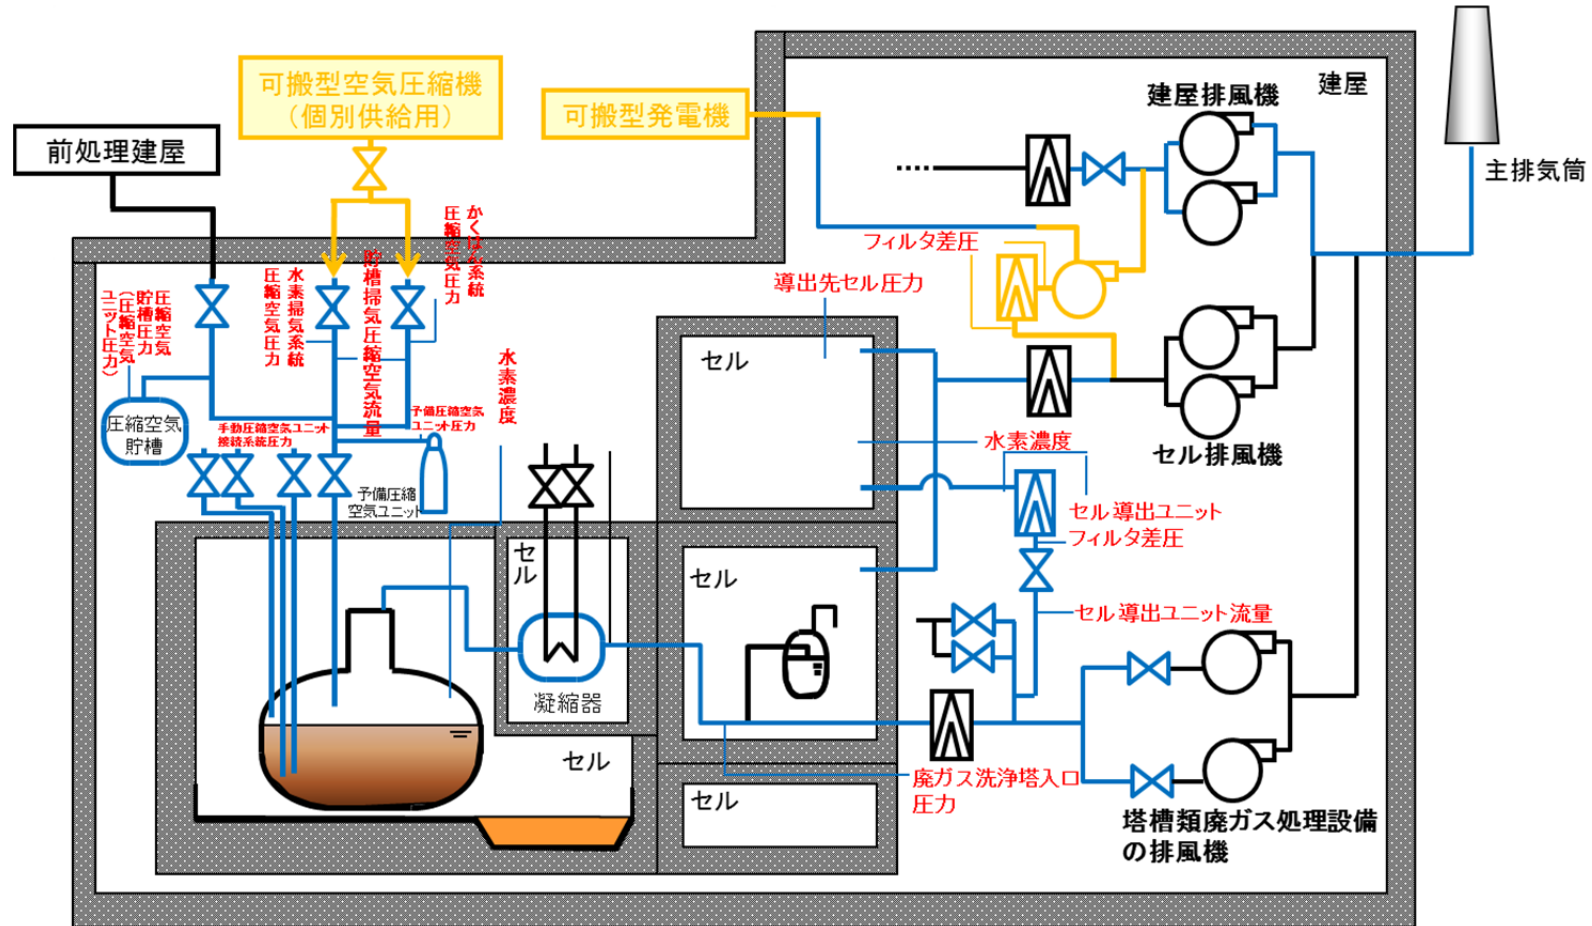 建屋
可搬型空気圧縮機
（個別供給用）
可搬型発電機
建屋排風機
前処理建屋
主排気筒
かくはん系統
圧縮空気圧力
フィルタ差圧
貯槽掃気圧縮空気流量
水素掃気系統
圧縮空気圧力
導出先セル圧力
圧縮空気
貯槽圧力
（圧縮空気
ユニット圧力）
水素濃度
セル
予備圧縮空気
ユニット圧力
圧縮空気
貯槽
手動圧縮空気ユニット
接続系統圧力
水素濃度
セル排風機
予備圧縮
空気ユニット
セル導出ユニット
フィルタ差圧
セル
セル
セル導出ユニット流量
凝縮器
セル
廃ガス洗浄塔入口
圧力
セル
塔槽類廃ガス処理設備
の排風機